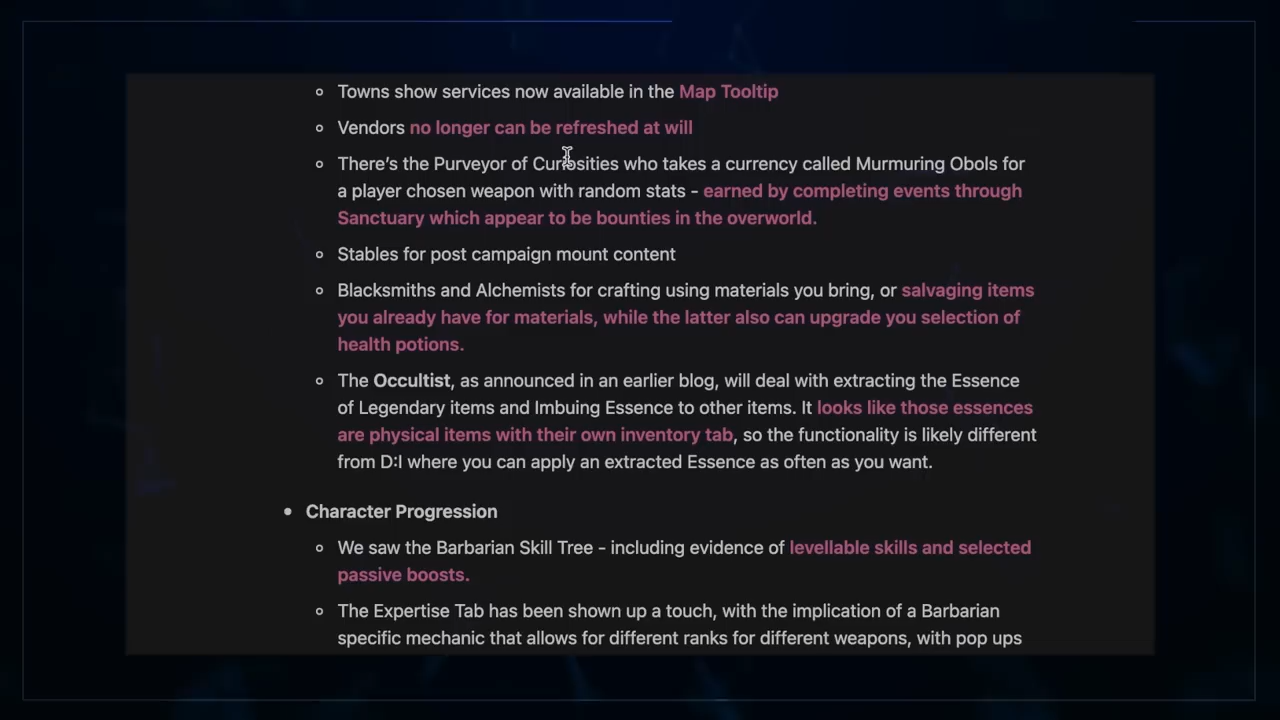 Towns show services now available in the Map Tooltip
Vendors no longer can be refreshed at will
There's the Purveyor of Curiosities who takes a currency called Murmuring Obols for
a player chosen weapon with random stats - earned by completing events through
Sanctuary which appear to be bounties in the overworld.
Stables for post campaign mount content
Blacksmiths and Alchemists for crafting using materials you bring, or salvaging items
you already have for materials, while the latter also can upgrade you selection of
health potions.
The Occultist, as announced in an earlier blog, will deal with extracting the Essence
of Legendary items and Imbuing Essence to other items. It looks like those essences
are physical items with their own inventory tab, so the functionality is likely different
from D:I where you can apply an extracted Essence as often as you want.
Character Progression
We saw the Barbarian Skill Tree - including evidence of levellable skills and selected
passive boosts.
The Expertise Tab has been shown up a touch, with the implication of a Barbarian
specific mechanic that allows for different ranks for different weapons, with pop ups